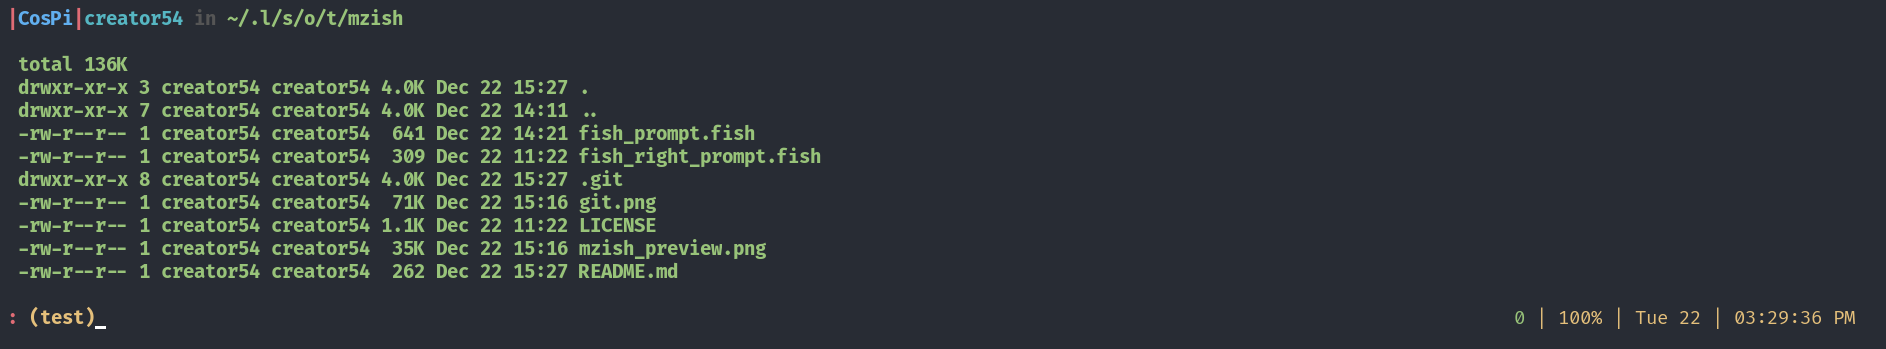 |CosPi|creator54 in ~/.l/s/o/t/mzish
total 136K
drwxr-xr-x 3 creator54 creator54 4.0K Dec 22 15:27 .
drwxr-xr-x 7 creator54 creator54 4.0K Dec 22 14:11 ..
-rw-r--r-- 1 creator54 creator54  641 Dec 22 14:21 fish_prompt.fish
-rw-r--r-- 1 creator54 creator54  309 Dec 22 11:22 fish_right_prompt.fish
drwxr-xr-x 8 creator54 creator54 4.0K Dec 22 15:27 .git
-rw-r--r-- 1 creator54 creator54  71K Dec 22 15:16 git.png
-rw-r--r-- 1 creator54 creator54 1.1K Dec 22 11:22 LICENSE
-rw-r--r-- 1 creator54 creator54  35K Dec 22 15:16 mzish_preview.png
-rw-r--r-- 1 creator54 creator54  262 Dec 22 15:27 README.md
: (test)_ 0 | 100% | Tue 22 | 03:29:36 PM